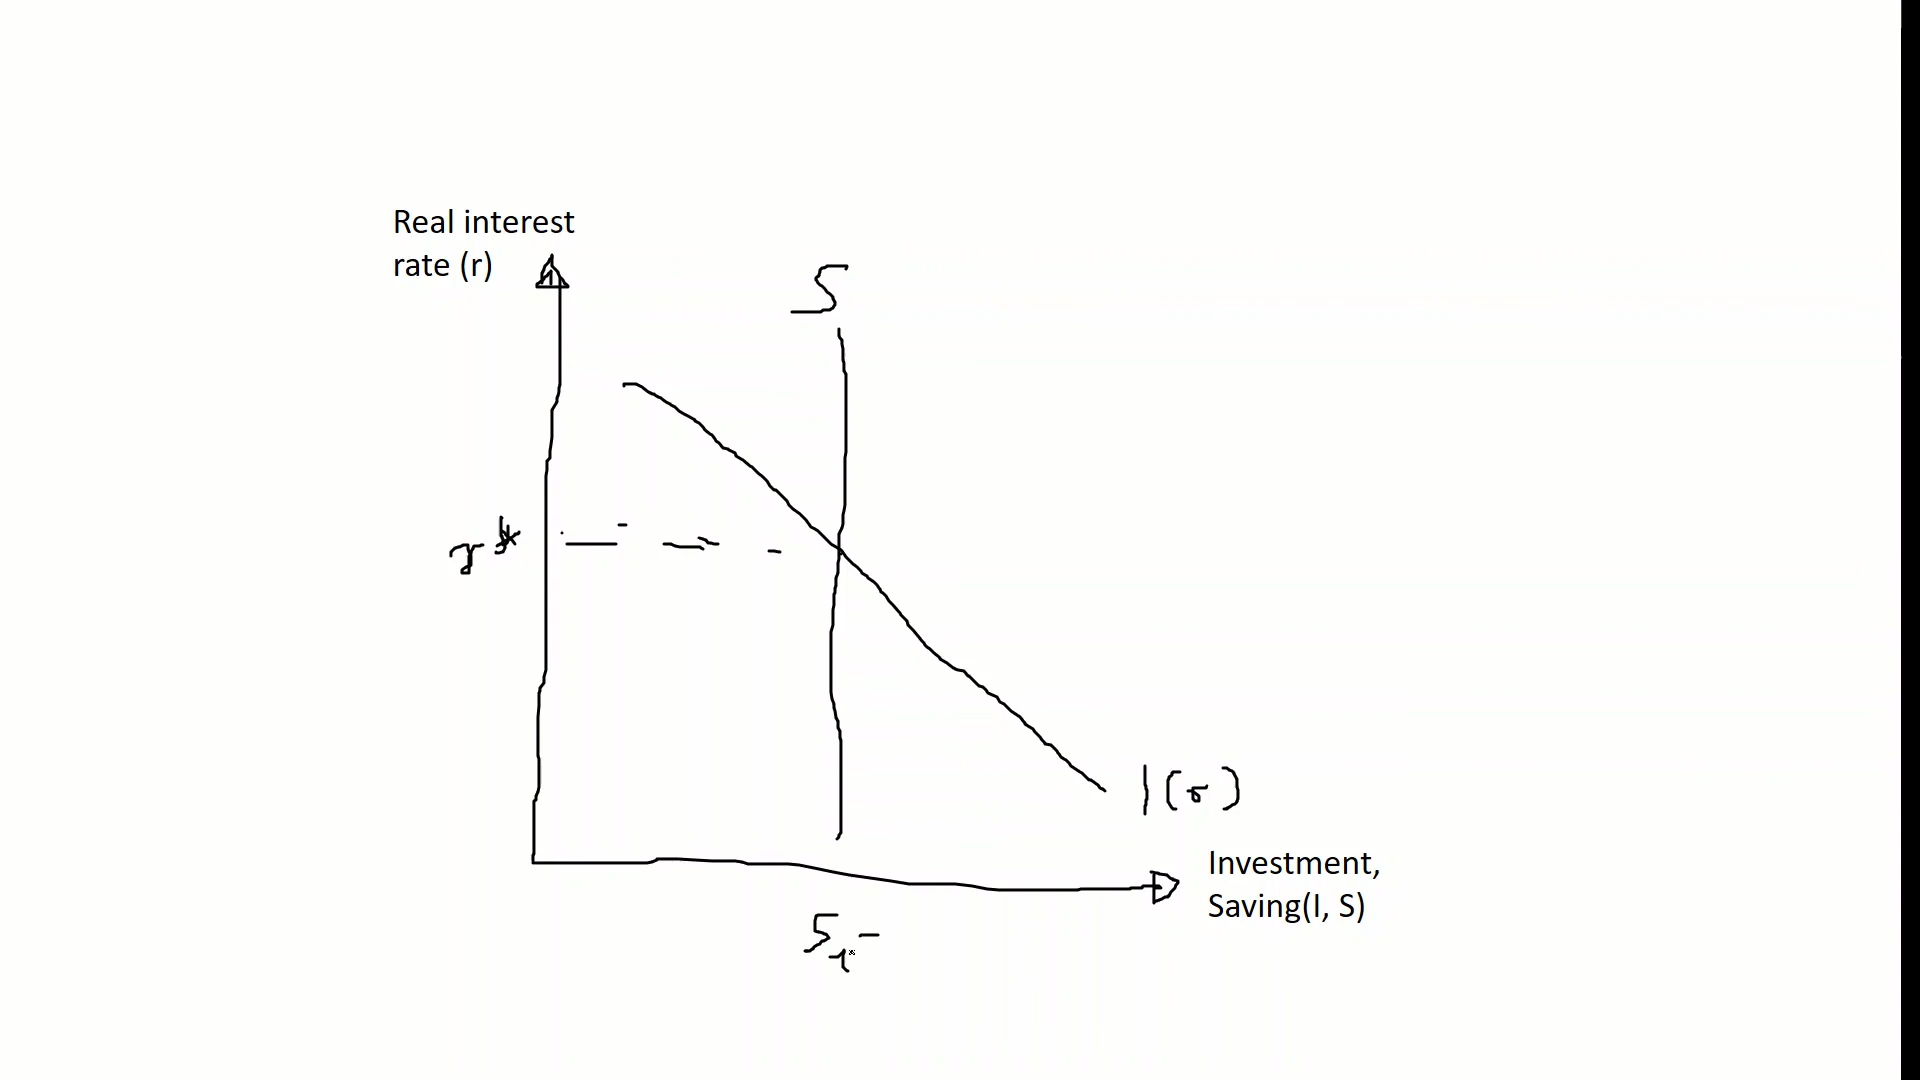 Real interest
rate (r)
S
r*
I(r)
Investment,
Saving(I, S)
S,